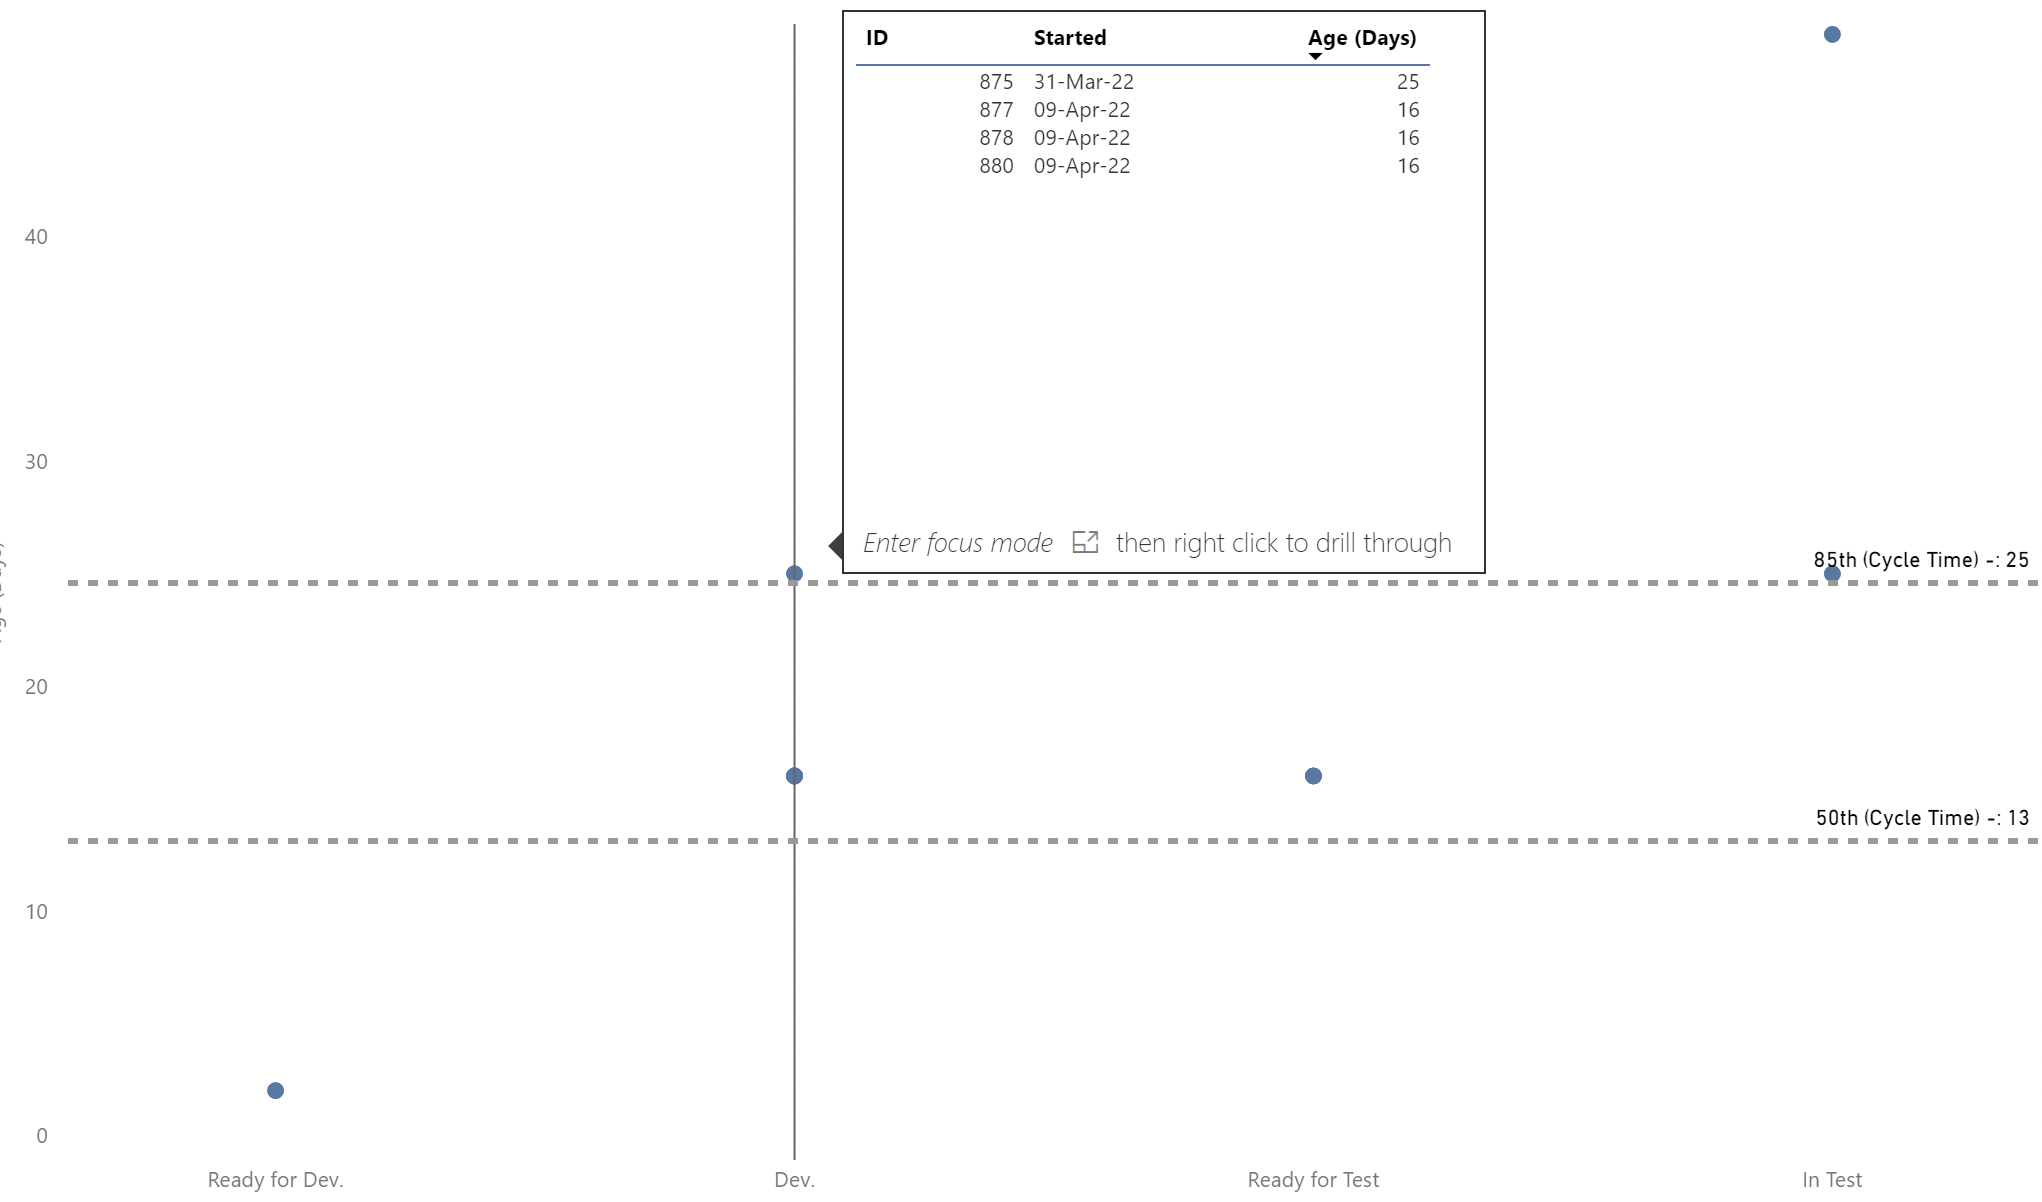 ID Started Age (Days)
875 31-Mar-22 25
877 09-Apr-22 16
878 09-Apr-22 16
880 09-Apr-22 16
Enter focus mode then right click to drill through
40
30
20
10
0
85th (Cycle Time) -: 25
50th (Cycle Time) -: 13
Ready for Dev. Dev. Ready for Test In Test